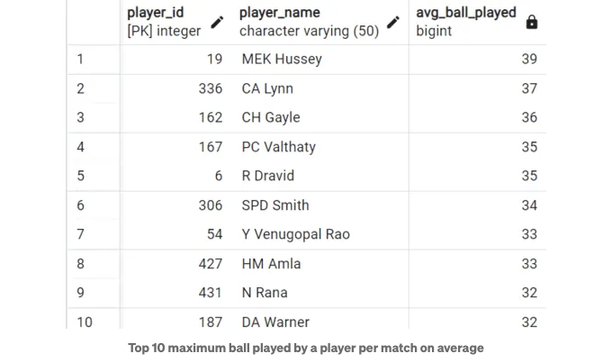 player_id player_name avg_ball_played
[PK] integer character varying (50) bigint
1 19 MEK Hussey 39
2 336 CA Lynn 37
3 162 CH Gayle 36
4 167 PC Valthaty 35
5 6 R Dravid 35
6 306 SPD Smith 34
7 54 Y Venugopal Rao 33
8 427 HM Amla 33
9 431 N Rana 32
10 187 DA Warner 32
Top 10 maximum ball played by a player per match on average